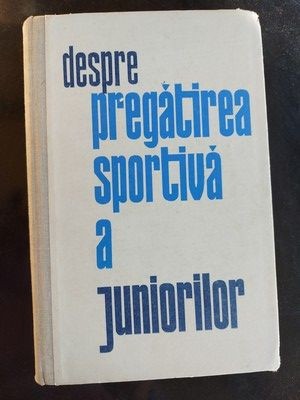 despre
pregătirea
sportivă
a
juniorilor